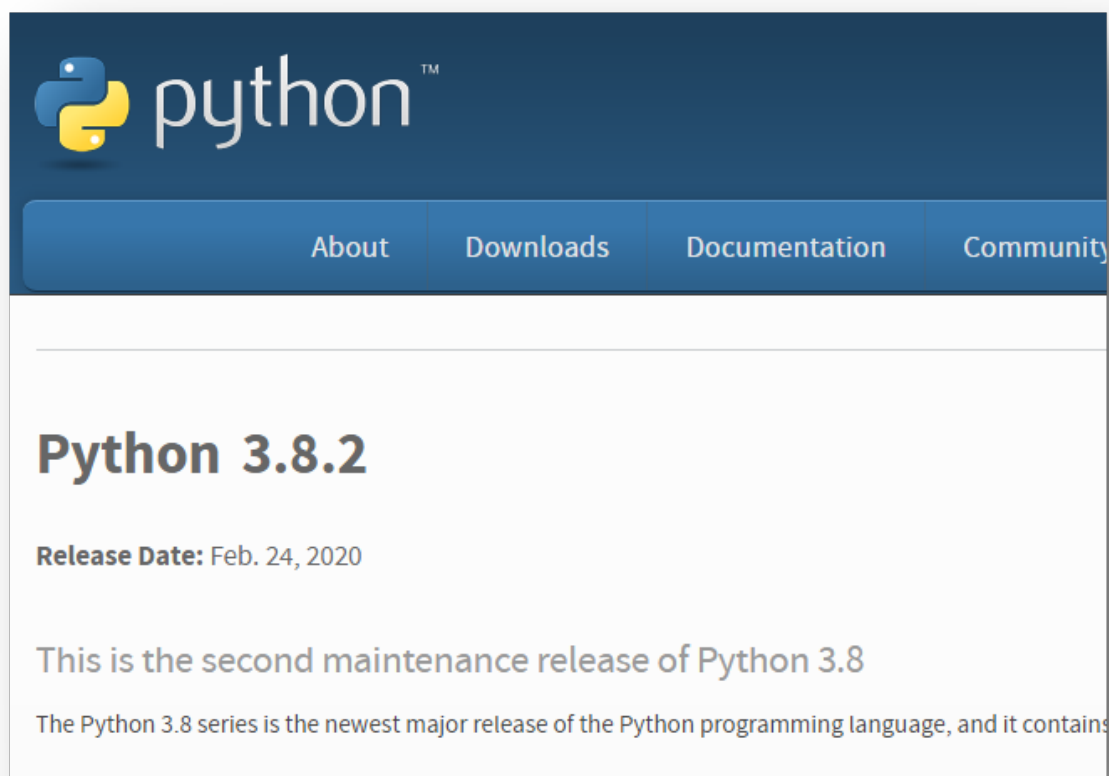 python™
About Downloads Documentation Community
Python 3.8.2
Release Date: Feb. 24, 2020
This is the second maintenance release of Python 3.8
The Python 3.8 series is the newest major release of the Python programming language, and it contains